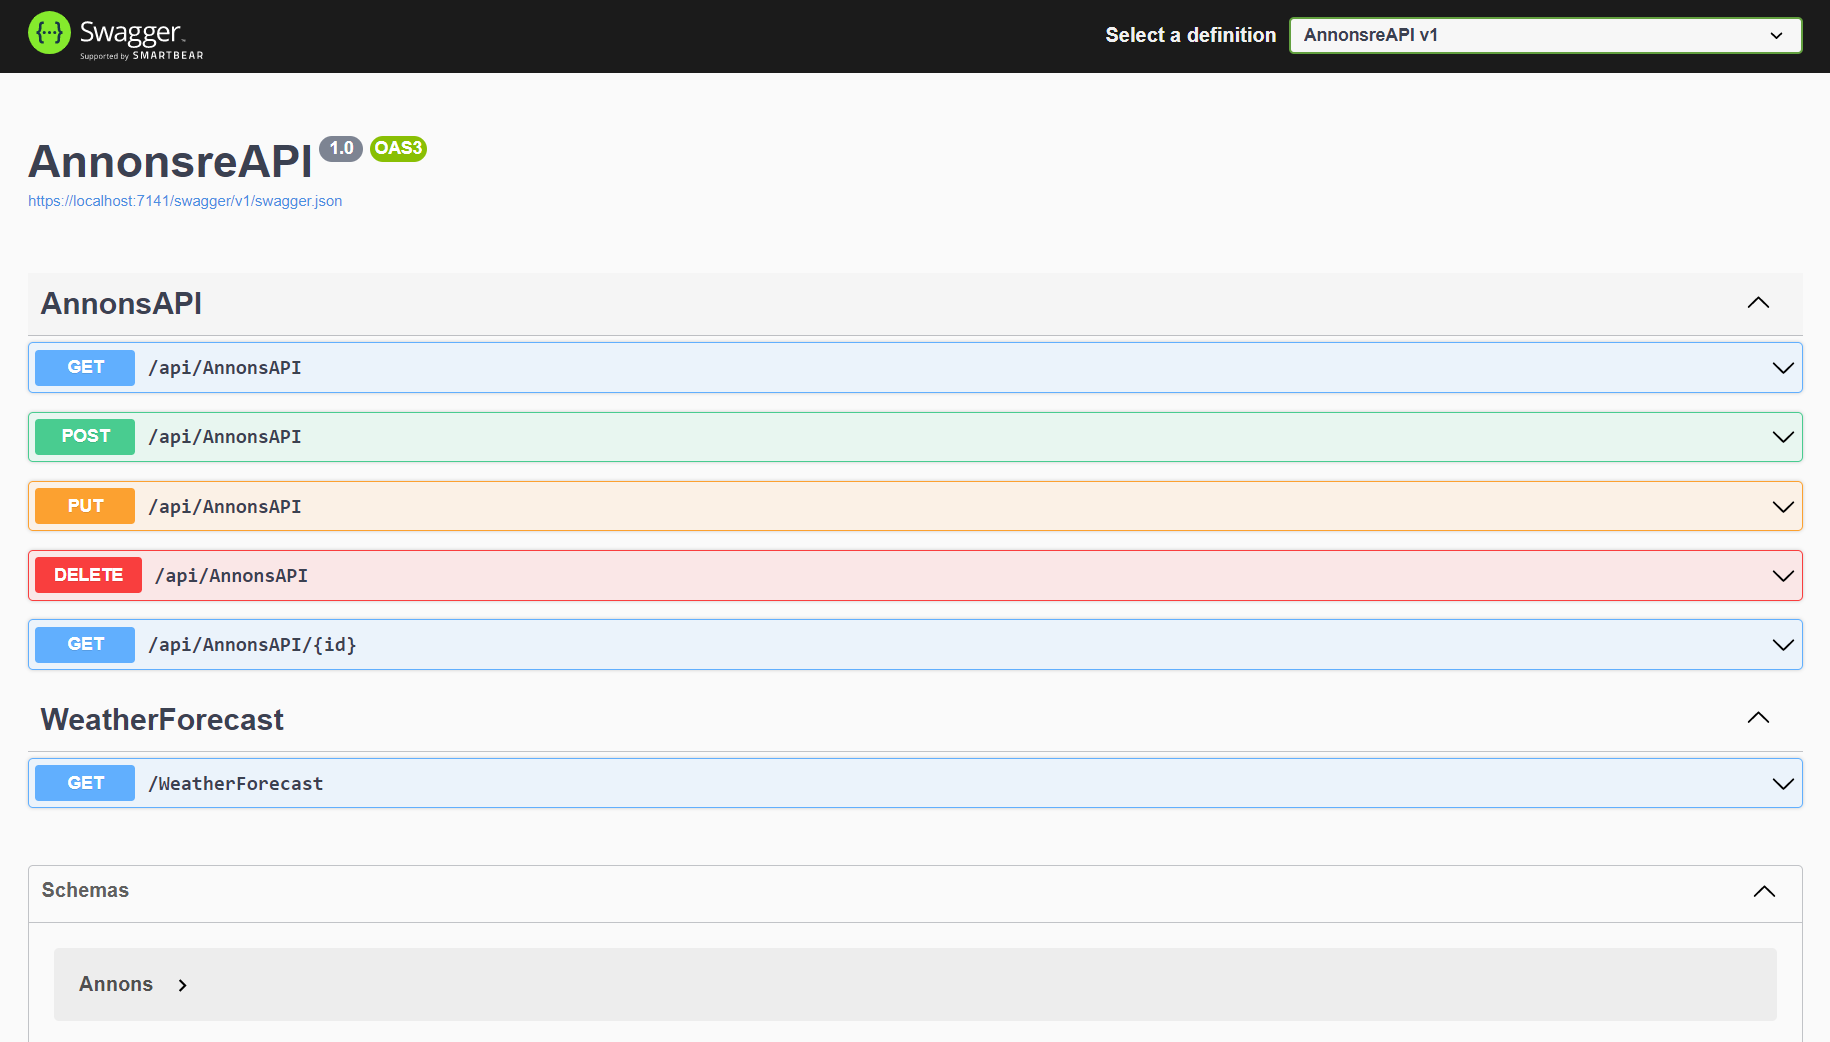 Swagger
Supported by SMARTBEAR
Select a definition
AnnonsreAPI v1
AnnonsreAPI 1.0 OAS3
https://localhost:7141/swagger/v1/swagger.json
AnnonsAPI
GET /api/AnnonsAPI
POST /api/AnnonsAPI
PUT /api/AnnonsAPI
DELETE /api/AnnonsAPI
GET /api/AnnonsAPI/{id}
WeatherForecast
GET /WeatherForecast
Schemas
Annons